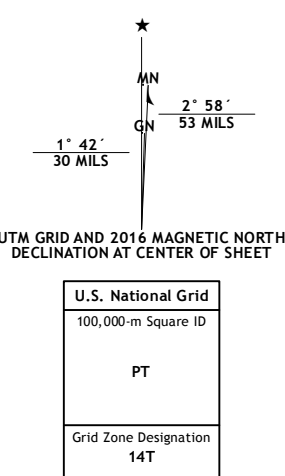 ★
MN
GN
2° 58´
53 MILS
1° 42´
30 MILS
UTM GRID AND 2016 MAGNETIC NORTH
DECLINATION AT CENTER OF SHEET
U.S. National Grid
100,000-m Square ID
PT
Grid Zone Designation
14T